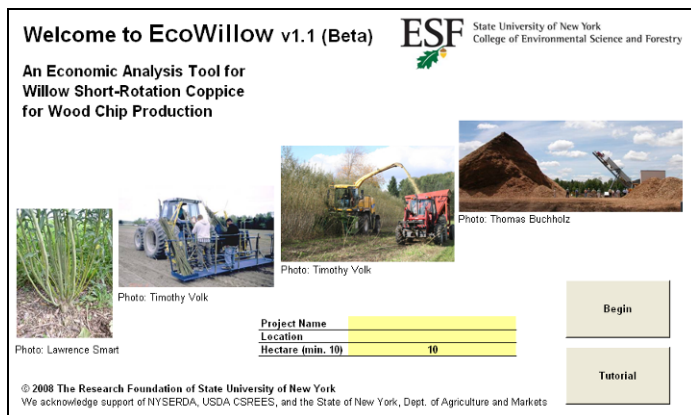 Welcome to EcoWillow v1.1 (Beta)
ESF
State University of New York
College of Environmental Science and Forestry
An Economic Analysis Tool for
Willow Short-Rotation Coppice
for Wood Chip Production
Photo: Thomas Buchholz
Photo: Timothy Volk
Photo: Timothy Volk
Photo: Lawrence Smart
Project Name
Location
Hectare (min. 10) 10
Begin
Tutorial
© 2008 The Research Foundation of State University of New York
We acknowledge support of NYSERDA, USDA CSREES, and the State of New York, Dept. of Agriculture and Markets